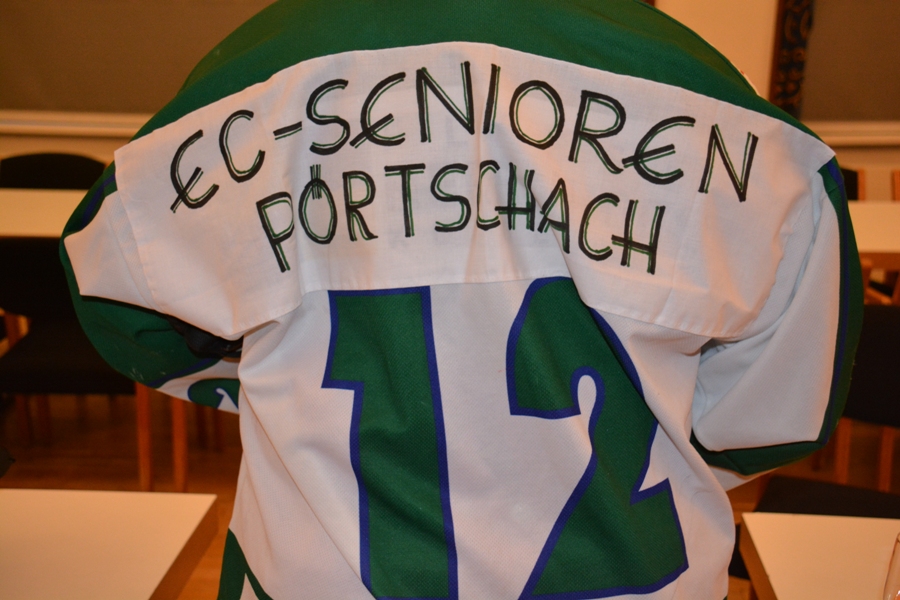 EC-SENIOREN
PÖRTSCHACH
12